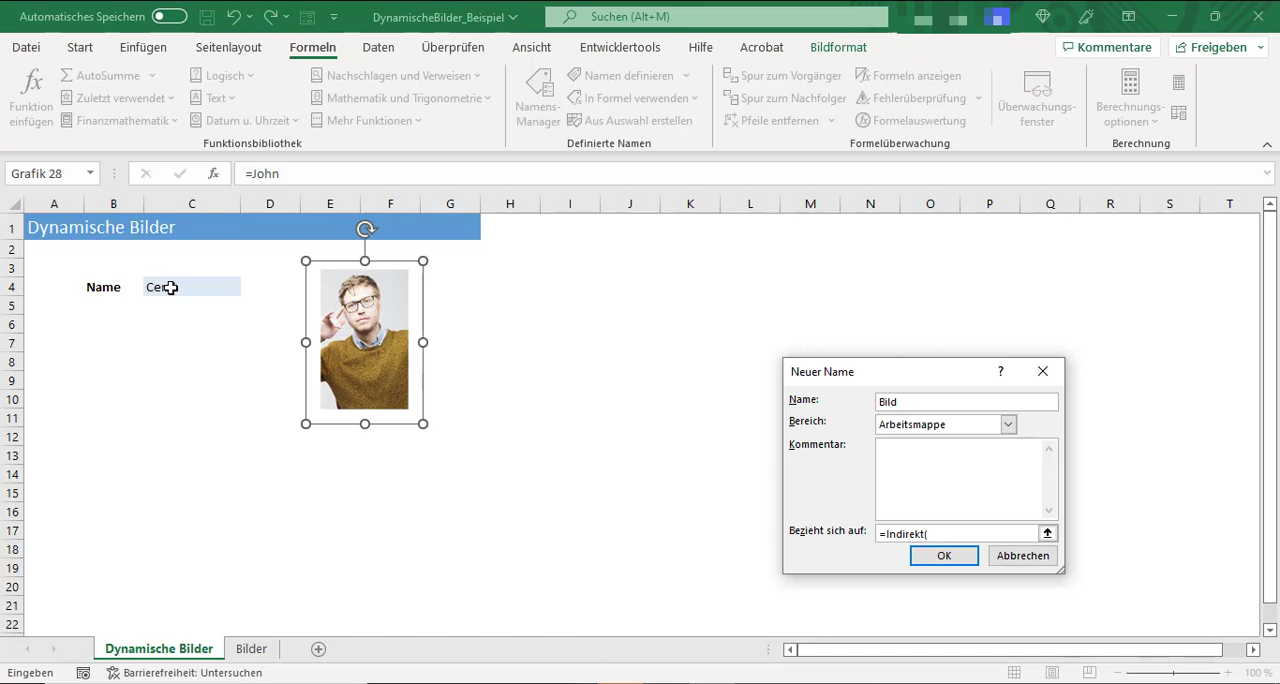 Automatisches Speichern
DynamischeBilder_Beispiel
Suchen (Alt+M)
Datei Start Einfügen Seitenlayout Formeln Daten Überprüfen Ansicht Entwicklertools Hilfe Acrobat Bildformat
Kommentare Freigeben
Funktion einfügen
AutoSumme
Zuletzt verwendet
Finanzmathematik
Logisch
Text
Datum u. Uhrzeit
Nachschlagen und Verweisen
Mathematik und Trigonometrie
Mehr Funktionen
Funktionsbibliothek
Namens-Manager
Namen definieren
In Formel verwenden
Aus Auswahl erstellen
Definierte Namen
Spur zum Vorgänger
Spur zum Nachfolger
Pfeile entfernen
Formeln anzeigen
Fehlerüberprüfung
Formelauswertung
Formelüberwachung
Überwachungs-
fenster
Berechnungs-
optionen
Berechnung
Grafik 28
fx
=John
A B C D E F G H I J K L M N O P Q R S T
1 Dynamische Bilder
2
3
4 Name
5
6
7
8
9
10
11
12
13
14
15
16
17
18
19
20
21
22
Neuer Name
?
Name: Bild
Bereich: Arbeitsmappe
Kommentar:
Bezieht sich auf: =Indirekt(
OK Abbrechen
Dynamische Bilder Bilder
Eingeben
Barrierefreiheit: Untersuchen
100 %